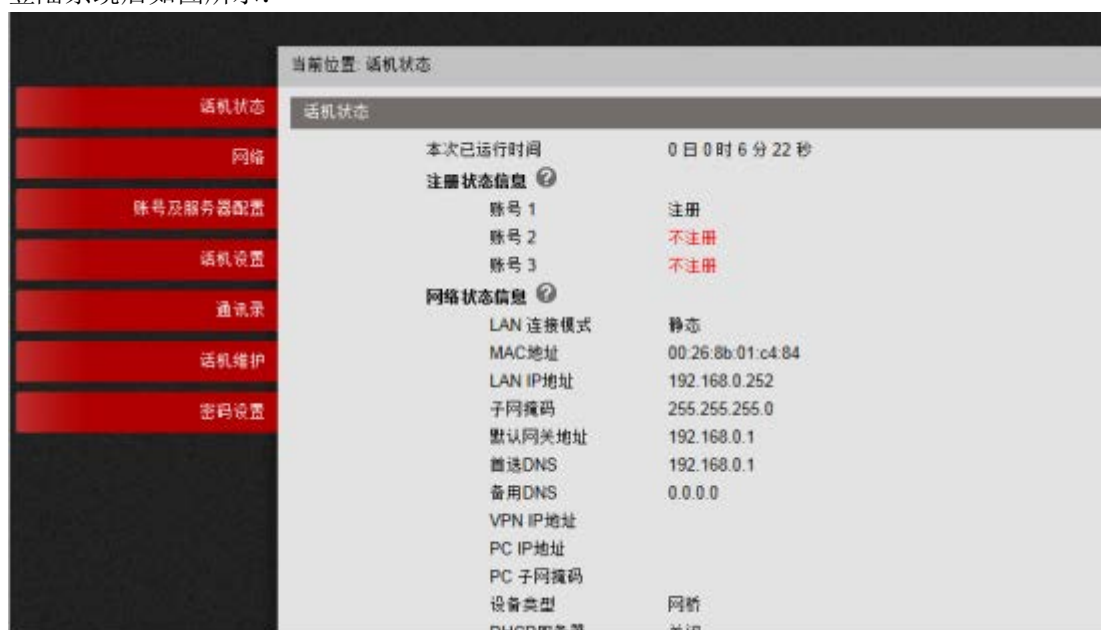 当前位置: 话机状态
话机状态
网络
账号及服务器配置
话机设置
通讯录
话机维护
密码设置
话机状态
本次已运行时间 0 日 0 时 6 分 22 秒
注册状态信息
账号 1 注册
账号 2 不注册
账号 3 不注册
网络状态信息
LAN 连接模式 静态
MAC地址 00:26:8b:01:c4:84
LAN IP地址 192.168.0.252
子网掩码 255.255.255.0
默认网关地址 192.168.0.1
首选DNS 192.168.0.1
备用DNS 0.0.0.0
VPN IP地址
PC IP地址
PC 子网掩码
设备类型 网桥